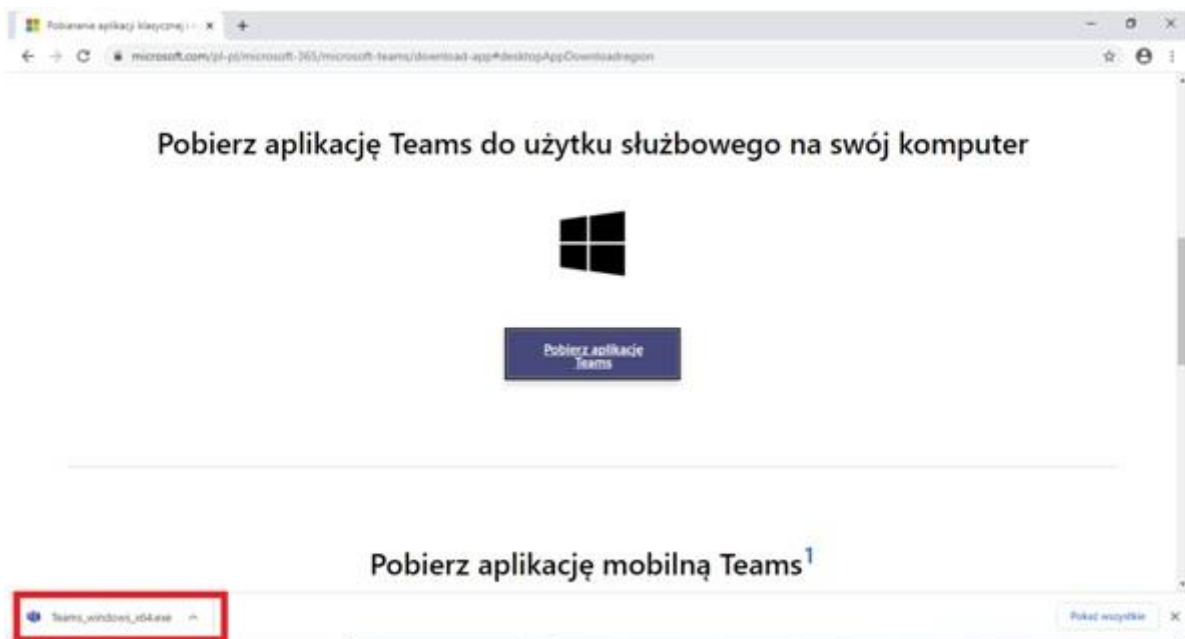 Pobieranie aplikacji klasycznej i
microsoft.com/pl-pl/microsoft-365/microsoft-teams/download-app#desktopAppDownloadregion
Pobierz aplikację Teams do użytku służbowego na swój komputer
Pobierz aplikację
Teams
Pobierz aplikację mobilną Teams1
Teams_windows_x64.exe
Pokaż wszystkie